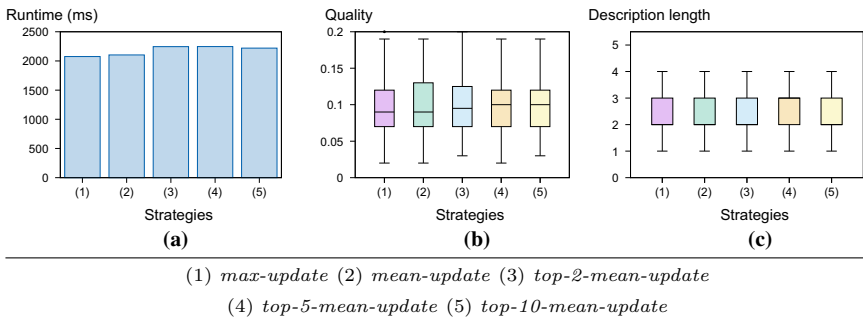 Runtime (ms)
2500
2000
1500
1000
500
0
(1) (2) (3) (4) (5)
Strategies
(a)
Quality
0.2
0.15
0.1
0.05
0
(1) (2) (3) (4) (5)
Strategies
(b)
Description length
5
4
3
2
1
0
(1) (2) (3) (4) (5)
Strategies
(c)
(1) max-update (2) mean-update (3) top-2-mean-update
(4) top-5-mean-update (5) top-10-mean-update